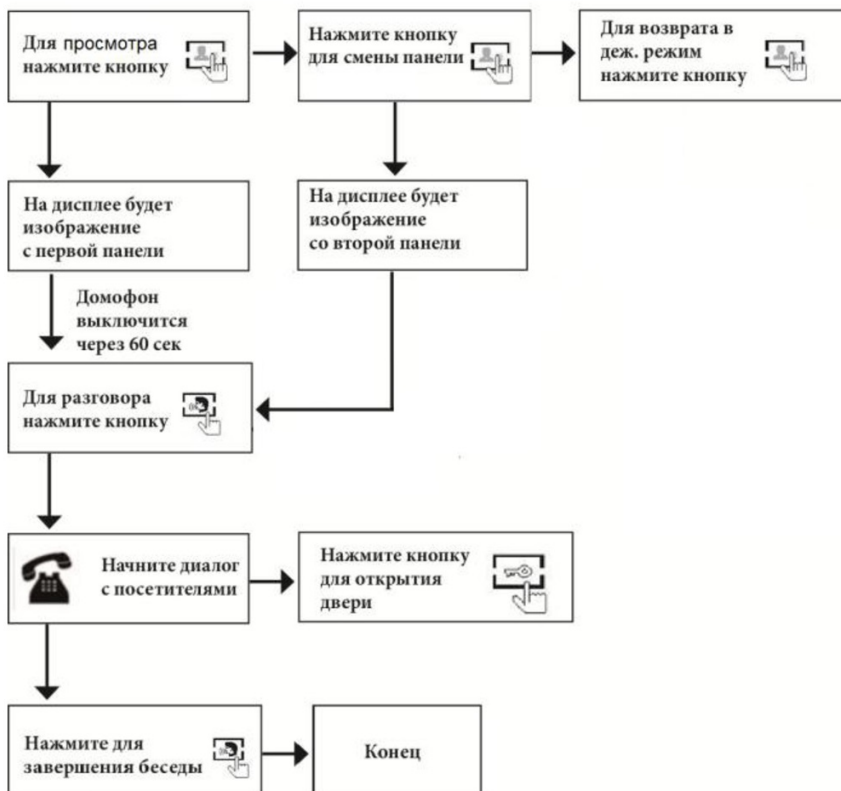 Для просмотра
нажмите кнопку
Нажмите кнопку
для смены панели
Для возврата в
деж. режим
нажмите кнопку
На дисплее будет
изображение
с первой панели
На дисплее будет
изображение
со второй панели
Домофон
выключится
через 60 сек
Для разговора
нажмите кнопку
Начните диалог
с посетителями
Нажмите кнопку
для открытия
двери
Нажмите для
завершения беседы
Конец